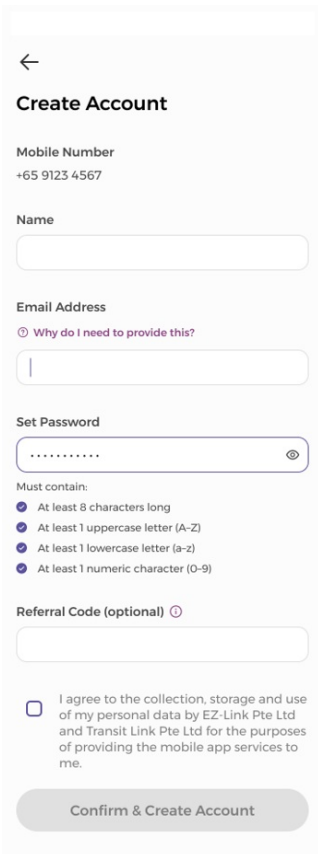 Create Account
Mobile Number
+65 9123 4567
Name
Email Address
Why do I need to provide this?
Set Password
Must contain:
At least 8 characters long
At least 1 uppercase letter (A-Z)
At least 1 lowercase letter (a-z)
At least 1 numeric character (0-9)
Referral Code (optional)
I agree to the collection, storage and use
of my personal data by EZ-Link Pte Ltd
and Transit Link Pte Ltd for the purposes
of providing the mobile app services to
me.
Confirm & Create Account